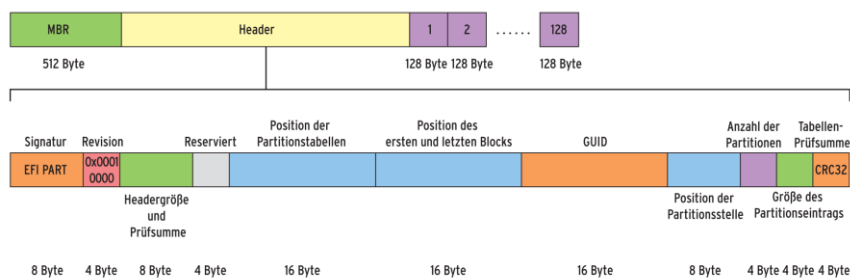 MBR Header 1 2 ...... 128
512 Byte 128 Byte 128 Byte 128 Byte
Signatur Revision Reserviert Position der Partitionstabellen Position des ersten und letzten Blocks GUID Anzahl der Partitionen Tabellen-Prüfsumme
EFI PART 0x0001 0000 CRC32
Headergröße und Prüfsumme Position der Partitionsstelle Größe des Partitionseintrags
8 Byte 4 Byte 8 Byte 4 Byte 16 Byte 16 Byte 16 Byte 8 Byte 4 Byte 4 Byte 4 Byte